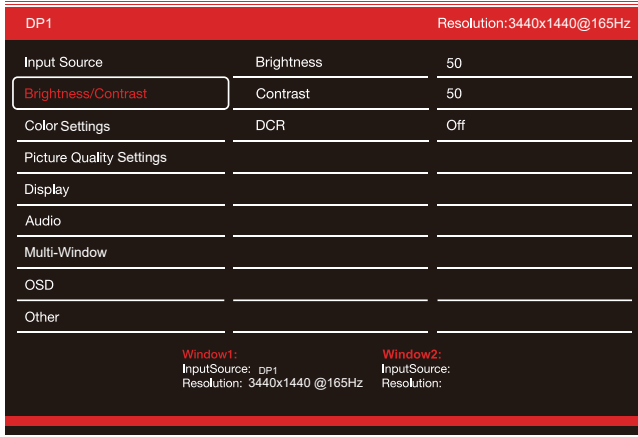 DP1 Resolution:3440x1440@165Hz
Input Source Brightness 50
Brightness/Contrast Contrast 50
Color Settings DCR Off
Picture Quality Settings
Display
Audio
Multi-Window
OSD
Other
Window1: Window2:
InputSource: DP1 InputSource:
Resolution: 3440x1440 @165Hz Resolution: